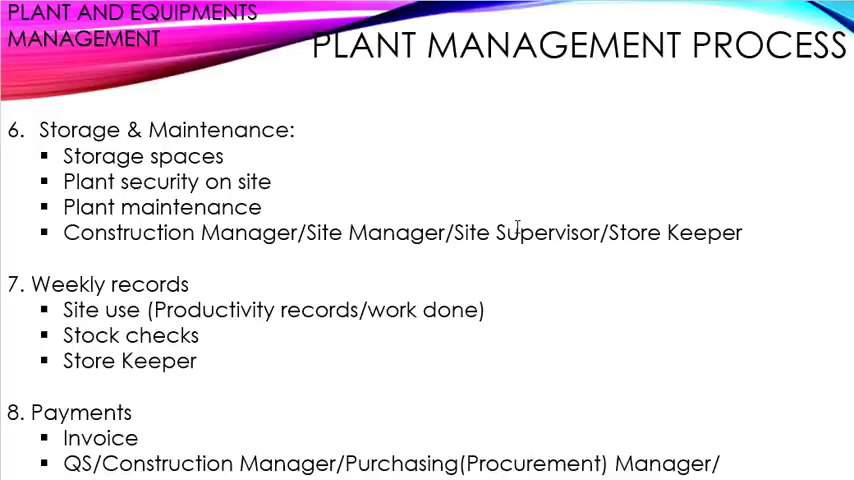 PLANT AND EQUIPMENTS
MANAGEMENT
PLANT MANAGEMENT PROCESS
6. Storage & Maintenance:
▪ Storage spaces
▪ Plant security on site
▪ Plant maintenance
▪ Construction Manager/Site Manager/Site Supervisor/Store Keeper
7. Weekly records
▪ Site use (Productivity records/work done)
▪ Stock checks
▪ Store Keeper
8. Payments
▪ Invoice
▪ QS/Construction Manager/Purchasing(Procurement) Manager/